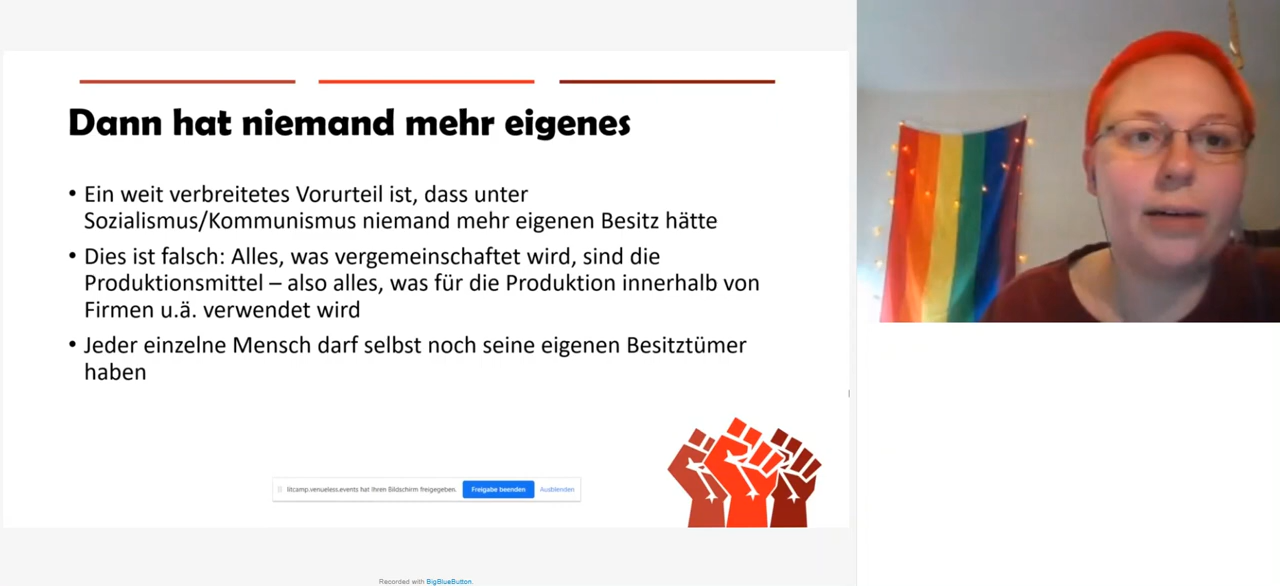 Dann hat niemand mehr eigenes
• Ein weit verbreitetes Vorurteil ist, dass unter
Sozialismus/Kommunismus niemand mehr eigenen Besitz hätte
• Dies ist falsch: Alles, was vergemeinschaftet wird, sind die
Produktionsmittel – also alles, was für die Produktion innerhalb von
Firmen u.ä. verwendet wird
• Jeder einzelne Mensch darf selbst noch seine eigenen Besitztümer
haben
litcamp.venueless.events hat Ihren Bildschirm freigegeben. Freigabe beenden Ausblenden
Recorded with BigBlueButton.